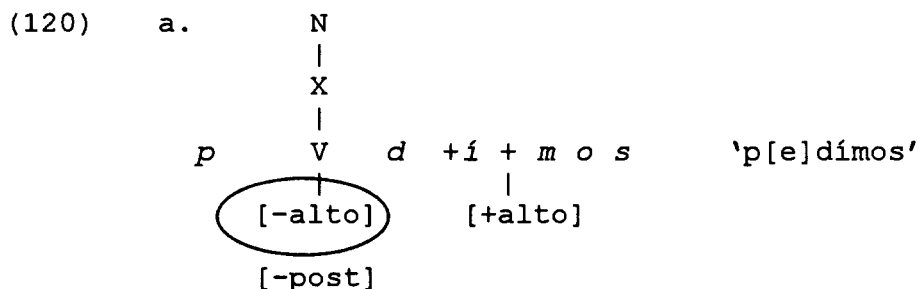 (120) a. N
|
X
|
p V d +í + m o s 'p[e]dímos'
| |
[-alto] [+alto]
[-post]